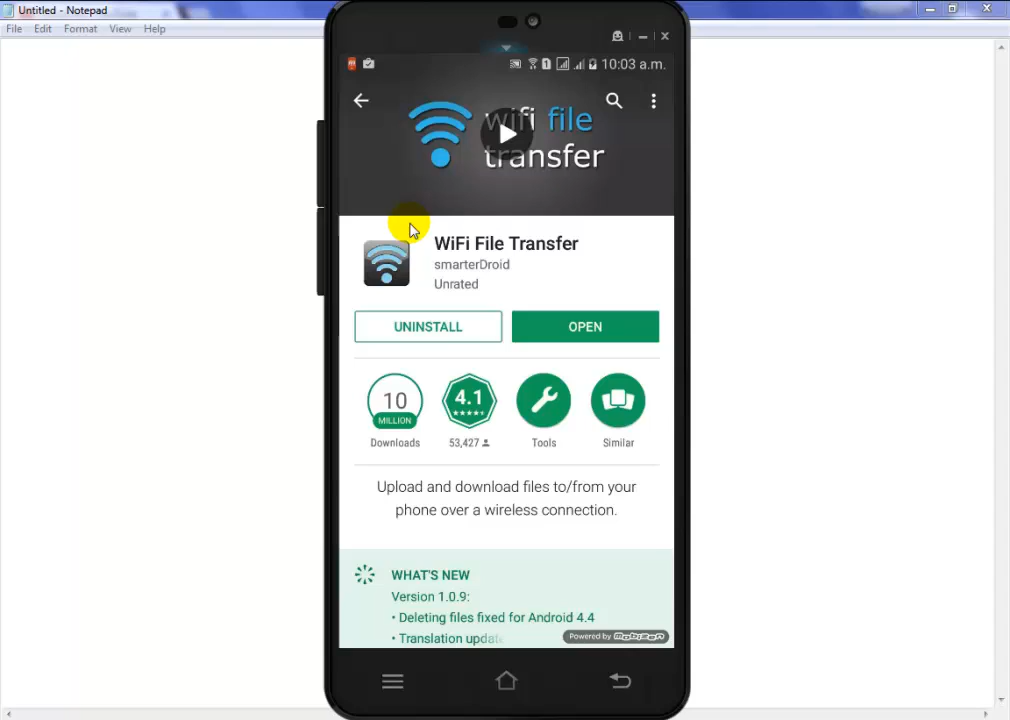 Untitled - Notepad
File Edit Format View Help
1 10:03 a.m.
wifi file
transfer
WiFi File Transfer
smarterDroid
Unrated
UNINSTALL OPEN
10 4.1
MILLION
Downloads 53,427 Tools Similar
Upload and download files to/from your
phone over a wireless connection.
WHAT'S NEW
Version 1.0.9:
• Deleting files fixed for Android 4.4
• Translation updat
Powered by mobizen